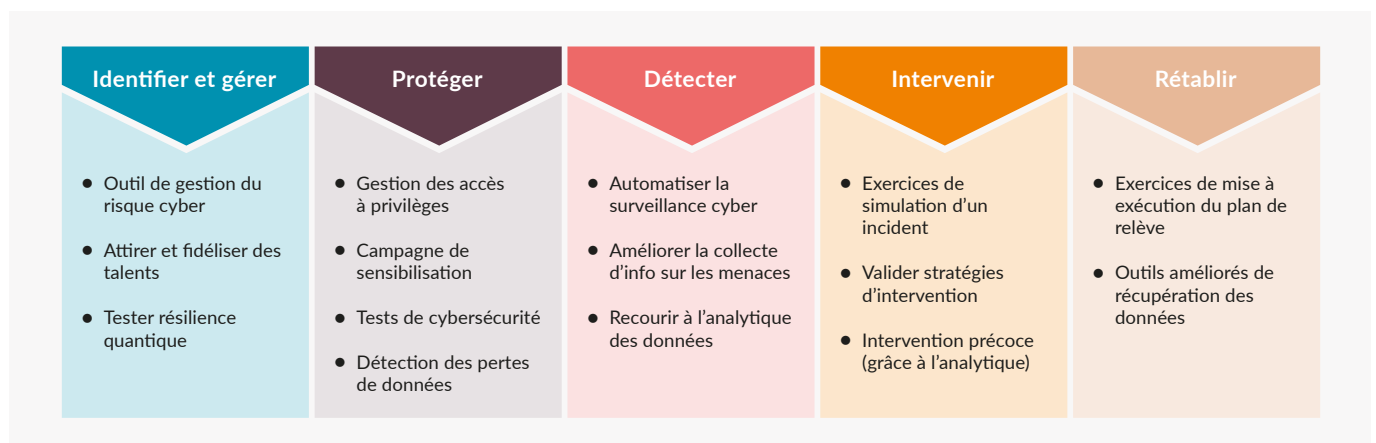 Identifier et gérer
Outil de gestion du
risque cyber
Attirer et fidéliser des
talents
Tester résilience
quantique
Protéger
Gestion des accès
à privilèges
Campagne de
sensibilisation
Tests de cybersécurité
Détection des pertes
de données
Détecter
Automatiser la
surveillance cyber
Améliorer la collecte
d’info sur les menaces
Recourir à l’analytique
des données
Intervenir
Exercices de
simulation d’un
incident
Valider stratégies
d’intervention
Intervention précoce
(grâce à l’analytique)
Rétablir
Exercices de mise à
exécution du plan de
relève
Outils améliorés de
récupération des
données